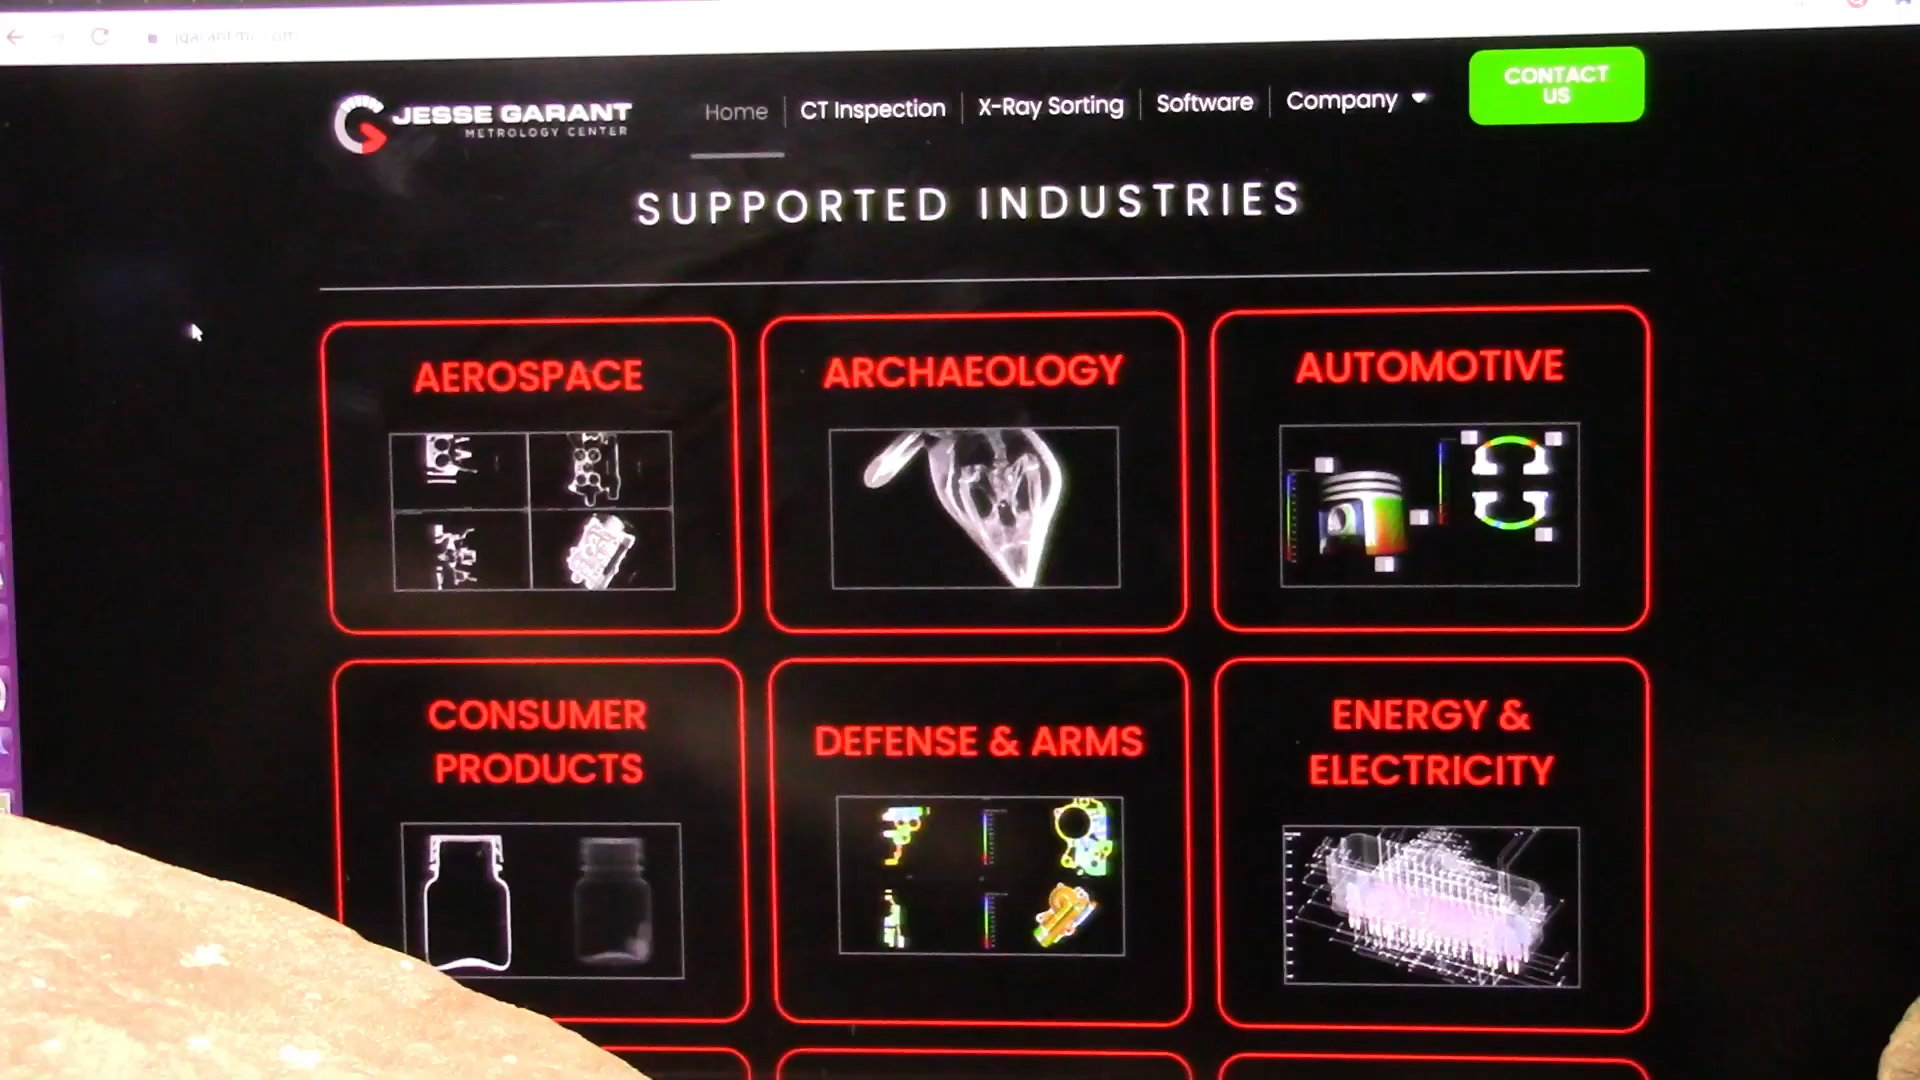 JESSE GARANT
METROLOGY CENTER
Home
CT Inspection
X-Ray Sorting
Software
Company
CONTACT
US
SUPPORTED INDUSTRIES
AEROSPACE
ARCHAEOLOGY
AUTOMOTIVE
CONSUMER
PRODUCTS
DEFENSE & ARMS
ENERGY &
ELECTRICITY